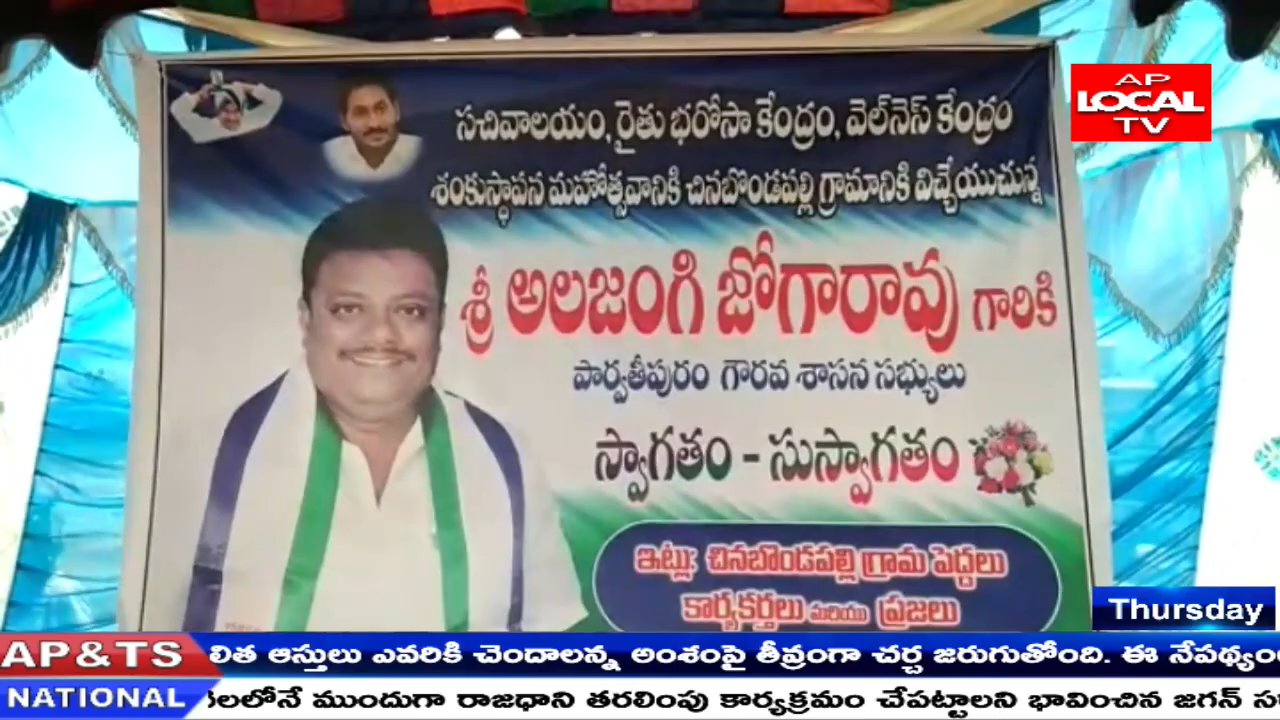 సచివాలయం, రైతు భరోసా కేంద్రం, వెల్‌నెస్ కేంద్రం
శంకుస్థాపన మహోత్సవానికి చినబొండపల్లి గ్రామానికి విచ్చేయుచున్న
శ్రీ అలజంగి జోగారావు గారికి
పార్వతీపురం గౌరవ శాసన సభ్యులు
స్వాగతం - సుస్వాగతం
ఇట్లు: చినబొండపల్లి గ్రామ పెద్దలు
కార్యకర్తలు మరియు ప్రజలు
AP
LOCAL
TV
Thursday
AP&TS
లిత ఆస్తులు ఎవరికి చెందాలన్న అంశంపై తీవ్రంగా చర్చ జరుగుతోంది. ఈ నేపథ్యం
NATIONAL
లలోనే ముందుగా రాజధాని తరలింపు కార్యక్రమం చేపట్టాలని భావించిన జగన్